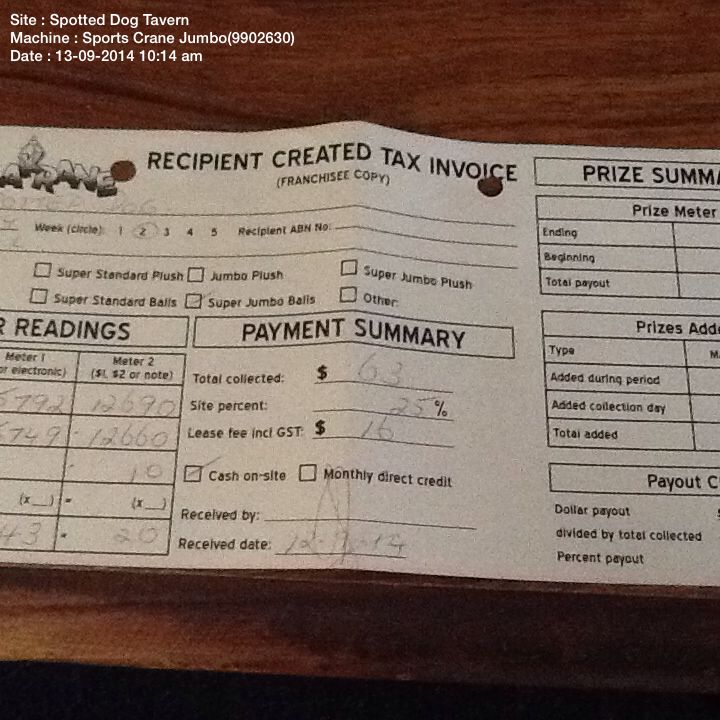 Site : Spotted Dog Tavern
Machine : Sports Crane Jumbo(9902630)
Date : 13-09-2014 10:14 am
RECIPIENT CREATED TAX INVOICE
(FRANCHISEE COPY)
Week (circle): 1 2 3 4 5 Recipient ABN No:
Super Standard Plush Jumbo Plush Super Jumbo Plush
Super Standard Balls Super Jumbo Balls Other:
R READINGS
Meter 1 Meter 2
or electronic) ($1, $2 or note)
5792 12690
5749 12660
10
(x__) = (x__)
43 = 20
PAYMENT SUMMARY
Total collected: $ 63
Site percent: 25%
Lease fee incl GST: $ 16
Cash on-site Monthly direct credit
Received by:
Received date: 12-9-14
PRIZE SUMMA
Prize Meter
Ending
Beginning
Total payout
Prizes Adde
Type M
Added during period
Added collection day
Total added
Payout C
Dollar payout $
divided by total collected
Percent payout